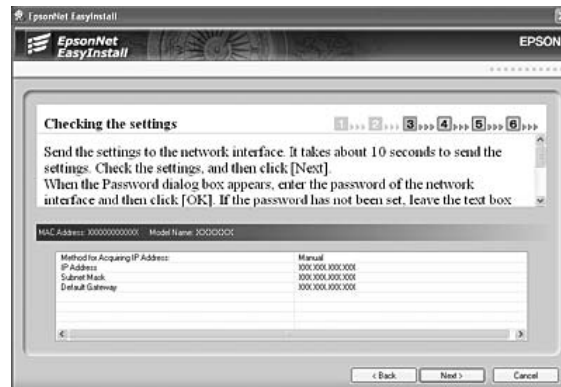 EpsonNet EasyInstall
EpsonNet
EasyInstall
EPSON
Checking the settings
1 2 3 4 5 6
Send the settings to the network interface. It takes about 10 seconds to send the
settings. Check the settings, and then click [Next].
When the Password dialog box appears, enter the password of the network
interface and then click [OK]. If the password has not been set, leave the text box
MAC Address: XXXXXXXXXXXX Model Name: XXXXXXX
Method for Acquiring IP Address: Manual
IP Address XXX.XXX.XXX.XXX
Subnet Mask XXX.XXX.XXX.XXX
Default Gateway XXX.XXX.XXX.XXX
< Back Next > Cancel